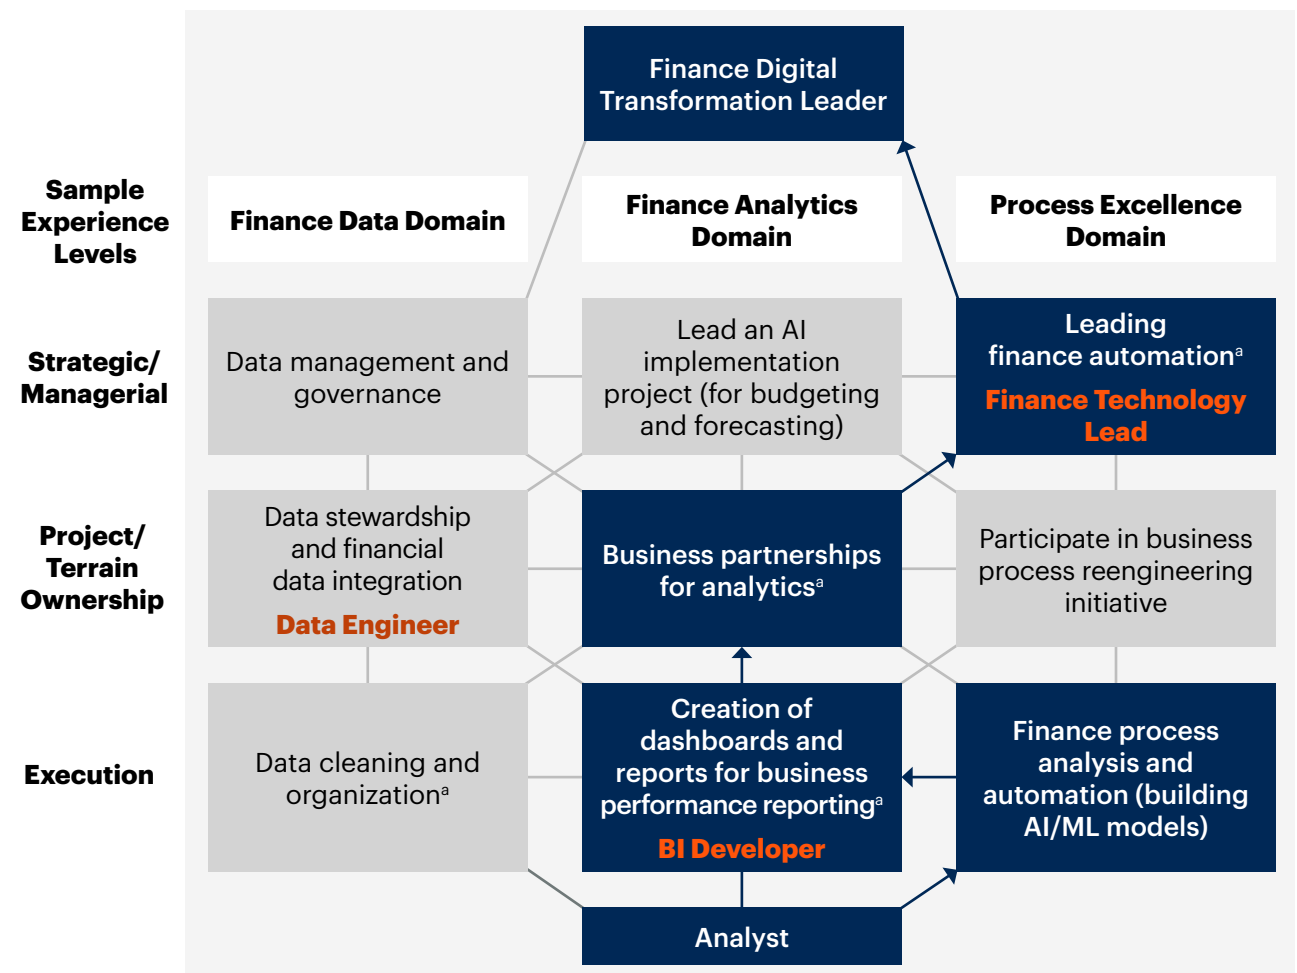 Finance Digital
Transformation Leader
Sample
Experience
Levels
Finance Data Domain
Finance Analytics
Domain
Process Excellence
Domain
Strategic/
Managerial
Data management and
governance
Lead an AI
implementation
project (for budgeting
and forecasting)
Leading
finance automationᵃ
Finance Technology
Lead
Project/
Terrain
Ownership
Data stewardship
and financial
data integration
Data Engineer
Business partnerships
for analyticsᵃ
Participate in business
process reengineering
initiative
Execution
Data cleaning and
organizationᵃ
Creation of
dashboards and
reports for business
performance reportingᵃ
BI Developer
Finance process
analysis and
automation (building
AI/ML models)
Analyst